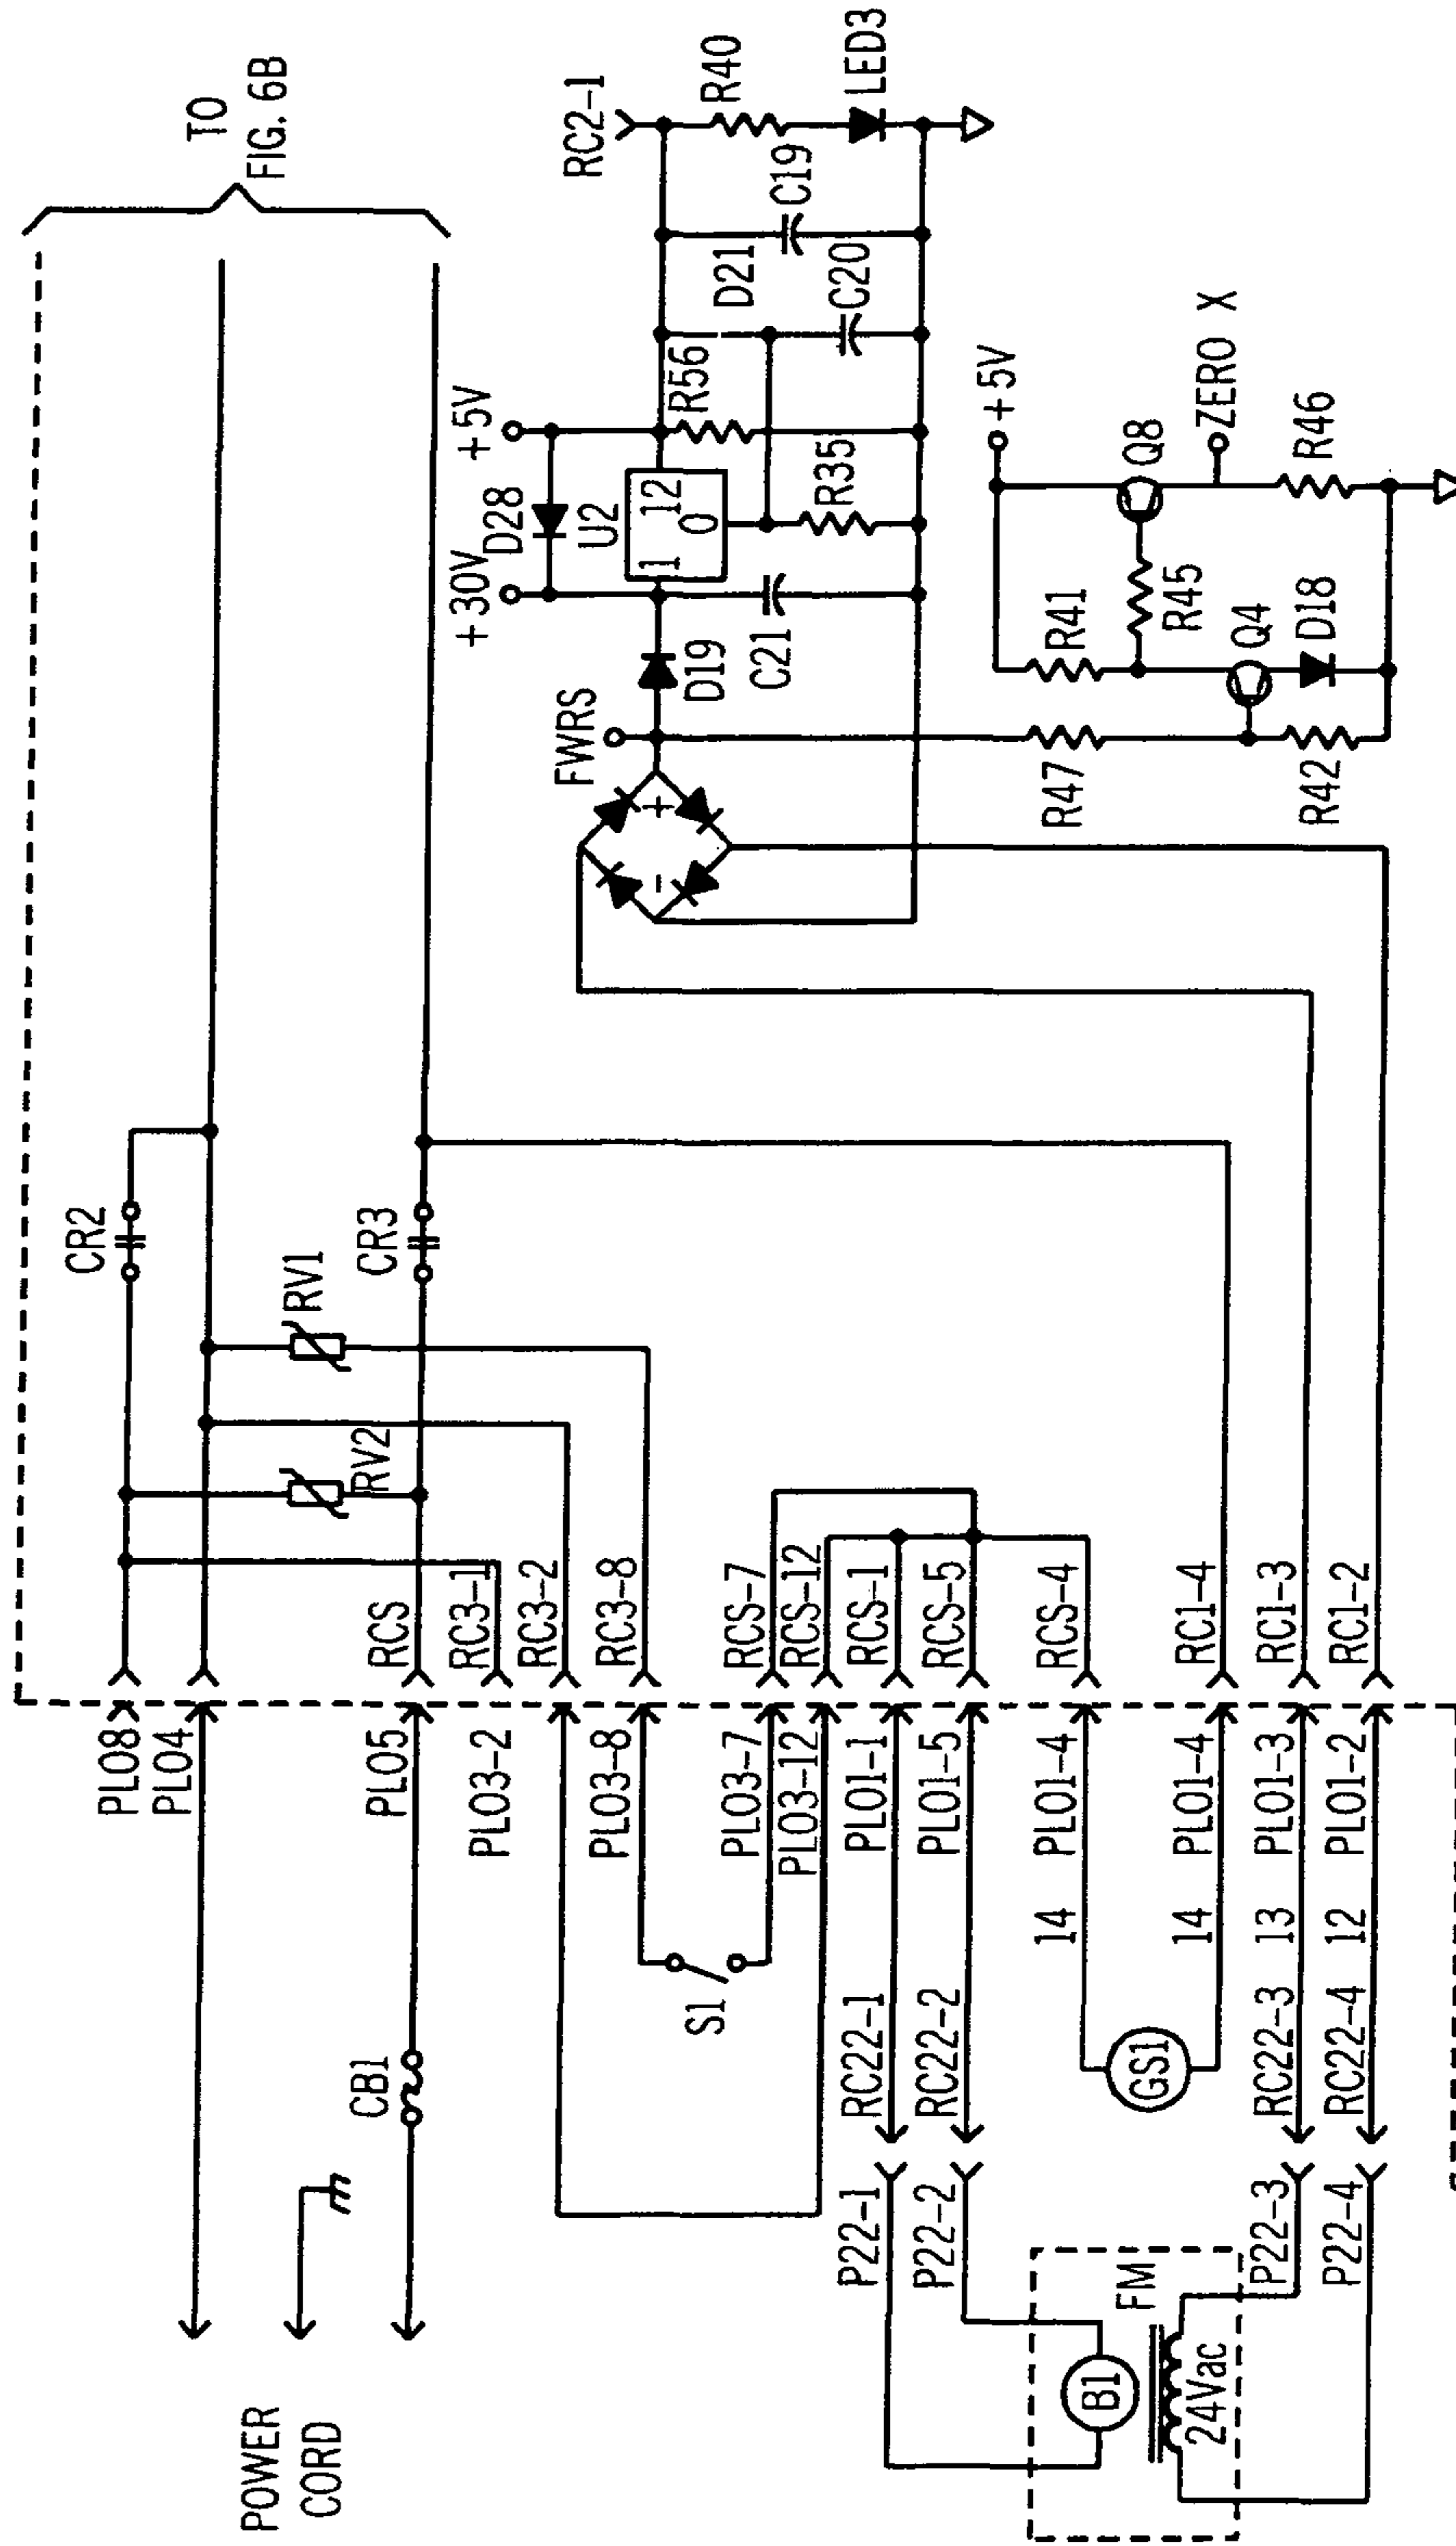 TO
FIG. 6B
POWER
CORD
CB1
PL08
PL04
PL05
PL03-2
PL03-8
PL03-7
PL03-12
PL01-1
PL01-5
PL01-4
PL01-4
PL01-3
PL01-2
14
14
13
12
RCS
RC3-1
RC3-2
RC3-8
RCS-7
RCS-12
RCS-1
RCS-5
RCS-4
RC1-4
RC1-3
RC1-2
CR2
RV1
CR3
RV2
S1
GS1
RC22-1
RC22-2
RC22-3
RC22-4
P22-1
P22-2
P22-3
P22-4
B1
FM
24Vac
FWRS
+
-
D19
+30V
D28
+5V
U2
1
12
0
C21
R35
R56
D21
C20
C19
RC2-1
R40
LED3
+5V
R41
R45
Q8
ZERO X
R46
R47
Q4
D18
R42